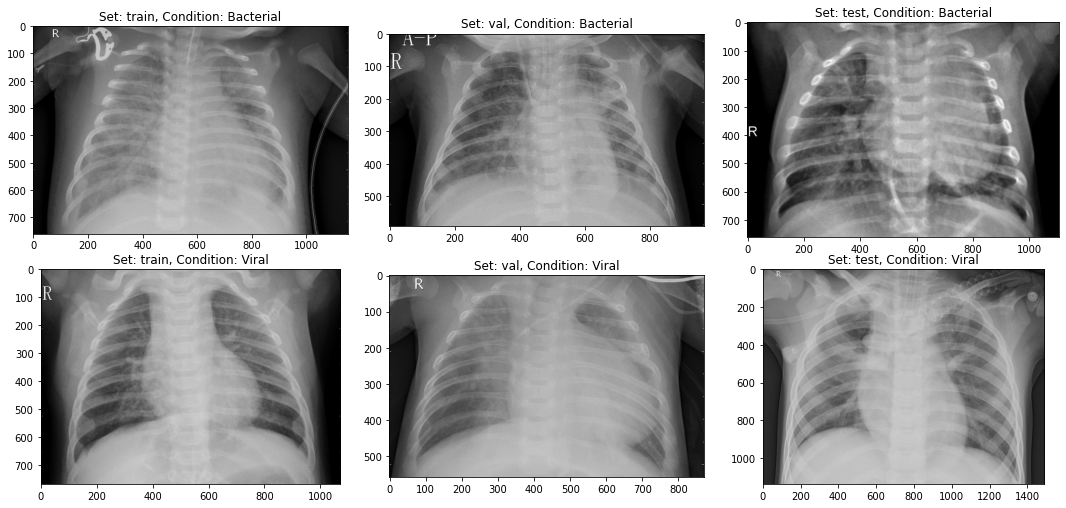 Set: train, Condition: Bacterial
R
0
100
200
300
400
500
600
700
0 200 400 600 800 1000
Set: val, Condition: Bacterial
A-P
R
0
100
200
300
400
500
0 200 400 600 800
Set: test, Condition: Bacterial
R
0
100
200
300
400
500
600
700
0 200 400 600 800 1000
Set: train, Condition: Viral
R
0
100
200
300
400
500
600
700
0 200 400 600 800 1000
Set: val, Condition: Viral
R
0
100
200
300
400
500
0 100 200 300 400 500 600 700 800
Set: test, Condition: Viral
R
0
200
400
600
800
1000
0 200 400 600 800 1000 1200 1400